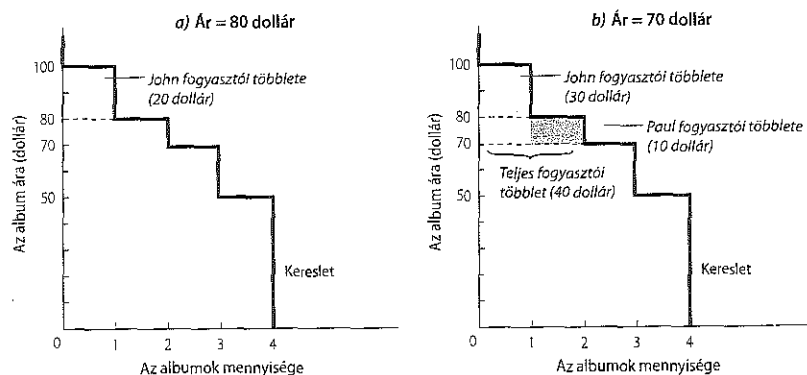 a) Ár = 80 dollár
100
80
70
50
0
1
2
3
4
John fogyasztói többlete
(20 dollár)
Kereslet
Az album ára (dollár)
Az albumok mennyisége
b) Ár = 70 dollár
100
80
70
50
0
1
2
3
4
John fogyasztói többlete
(30 dollár)
Paul fogyasztói többlete
(10 dollár)
Teljes fogyasztói
többlet (40 dollár)
Kereslet
Az album ára (dollár)
Az albumok mennyisége